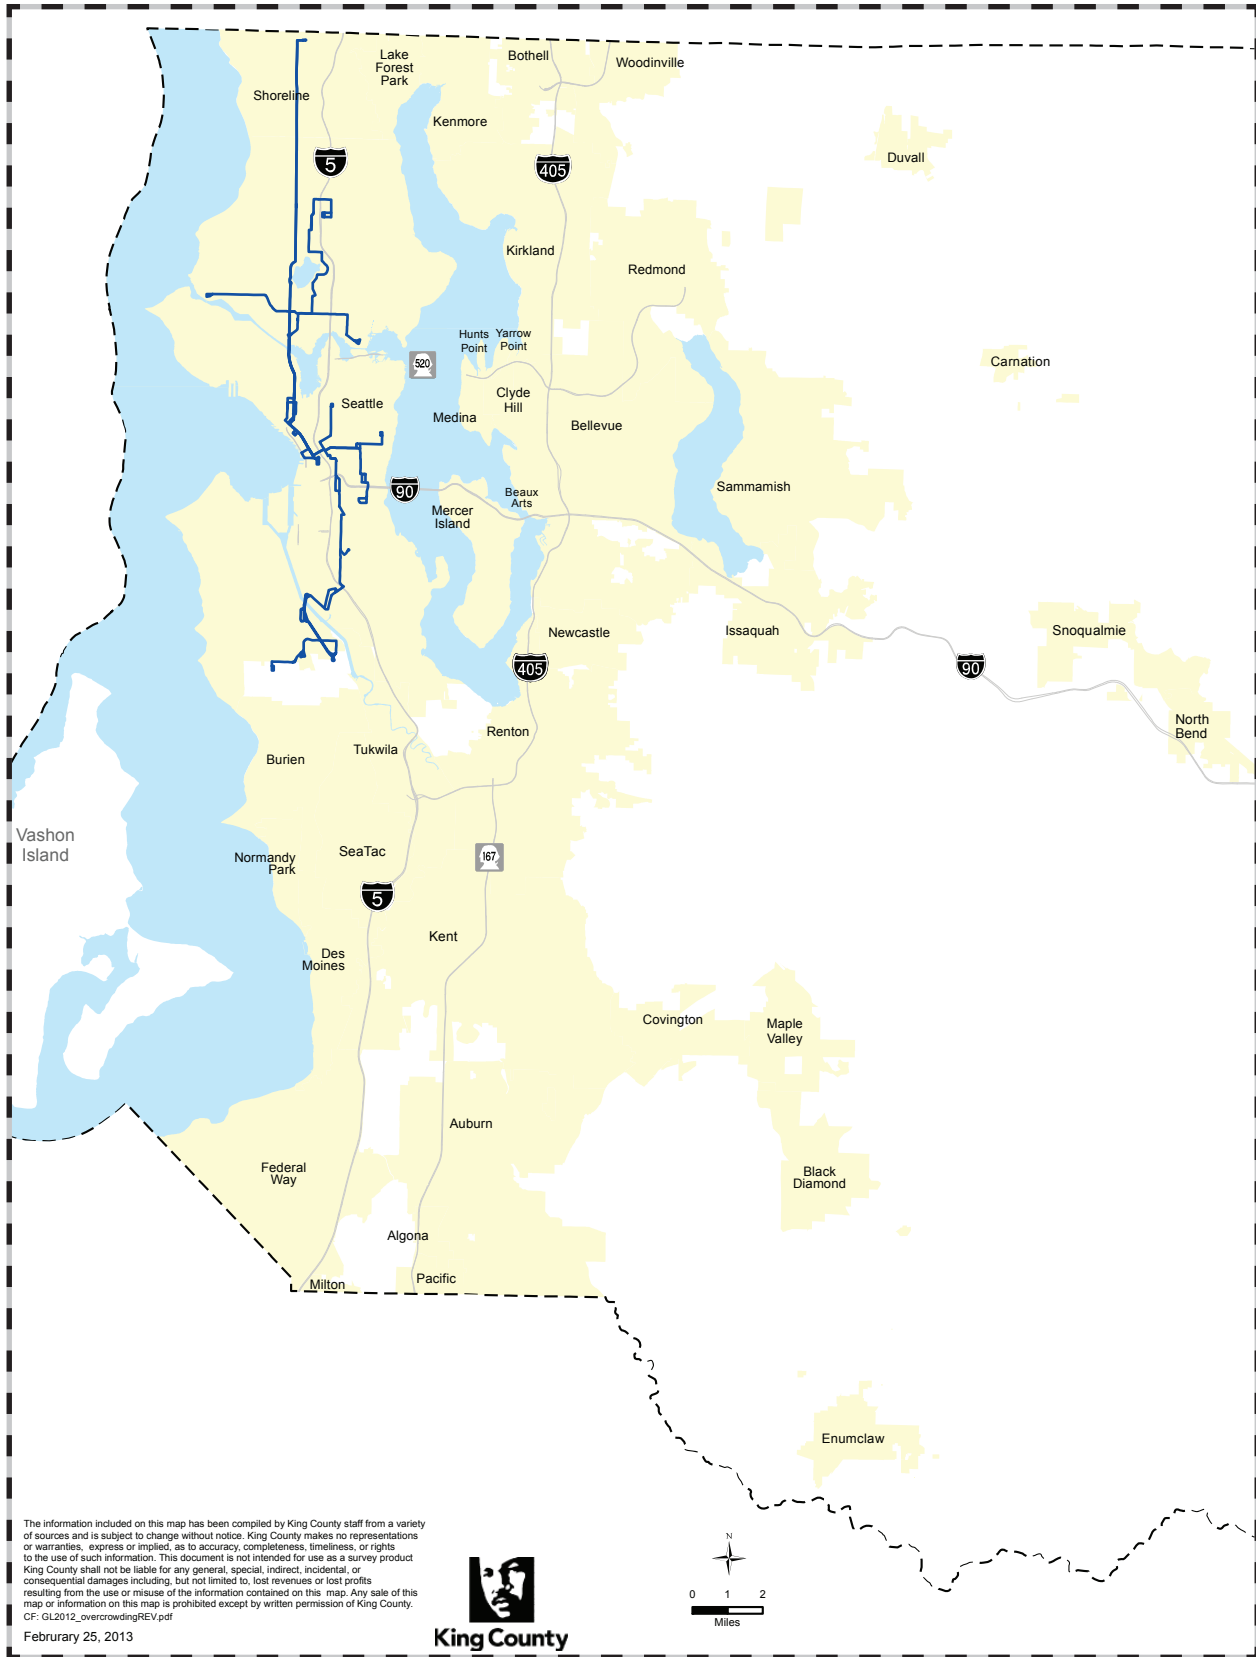 Lake
Forest
Park
Bothell
Woodinville
Shoreline
Kenmore
5
405
Duvall
Kirkland
Redmond
Hunts
Point
Yarrow
Point
520
Carnation
Clyde
Hill
Seattle
Medina
Bellevue
90
Beaux
Arts
Sammamish
Mercer
Island
Newcastle
Issaquah
Snoqualmie
405
90
North
Bend
Renton
Tukwila
Burien
Vashon
Island
SeaTac
Normandy
Park
167
5
Kent
Des
Moines
Covington
Maple
Valley
Auburn
Federal
Way
Black
Diamond
Algona
Pacific
Milton
Enumclaw
The information included on this map has been compiled by King County staff from a variety
of sources and is subject to change without notice. King County makes no representations
or warranties, express or implied, as to accuracy, completeness, timeliness, or rights
to the use of such information. This document is not intended for use as a survey product
King County shall not be liable for any general, special, indirect, incidental, or
consequential damages including, but not limited to, lost revenues or lost profits
resulting from the use or misuse of the information contained on this map. Any sale of this
map or information on this map is prohibited except by written permission of King County.
CF: GL2012_overcrowdingREV.pdf
Februrary 25, 2013
King County
N
0 1 2
Miles